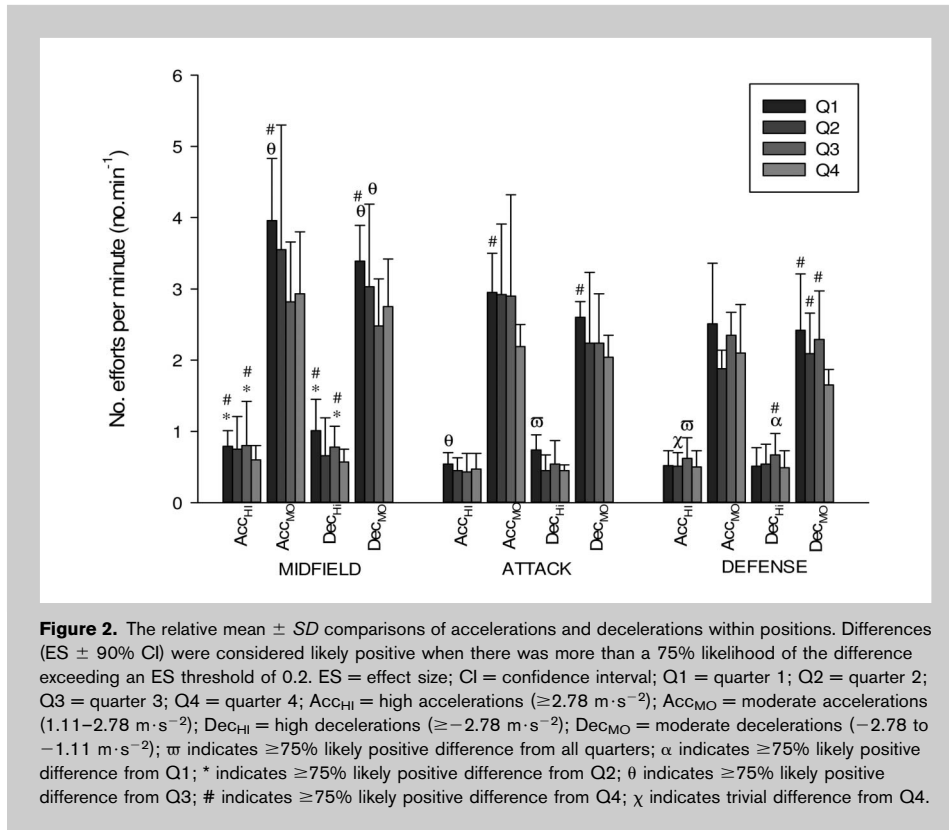 6
5
4
3
2
1
0
No. efforts per minute (no.min⁻¹)
Q1
Q2
Q3
Q4
#
*
#
*
#
θ
#
*
#
*
#
θ
θ
θ
#
ϖ
#
χ
ϖ
#
α
#
#
#
Acc_HI
Acc_MO
Dec_Hi
Dec_MO
Acc_HI
Acc_MO
Dec_Hi
Dec_MO
Acc_HI
Acc_MO
Dec_Hi
Dec_MO
MIDFIELD
ATTACK
DEFENSE
Figure 2. The relative mean ± SD comparisons of accelerations and decelerations within positions. Differences
(ES ± 90% CI) were considered likely positive when there was more than a 75% likelihood of the difference
exceeding an ES threshold of 0.2. ES = effect size; CI = confidence interval; Q1 = quarter 1; Q2 = quarter 2;
Q3 = quarter 3; Q4 = quarter 4; Acc_HI = high accelerations (≥2.78 m·s⁻²); Acc_MO = moderate accelerations
(1.11–2.78 m·s⁻²); Dec_HI = high decelerations (≥−2.78 m·s⁻²); Dec_MO = moderate decelerations (−2.78 to
−1.11 m·s⁻²); ϖ indicates ≥75% likely positive difference from all quarters; α indicates ≥75% likely positive
difference from Q1; * indicates ≥75% likely positive difference from Q2; θ indicates ≥75% likely positive
difference from Q3; # indicates ≥75% likely positive difference from Q4; χ indicates trivial difference from Q4.